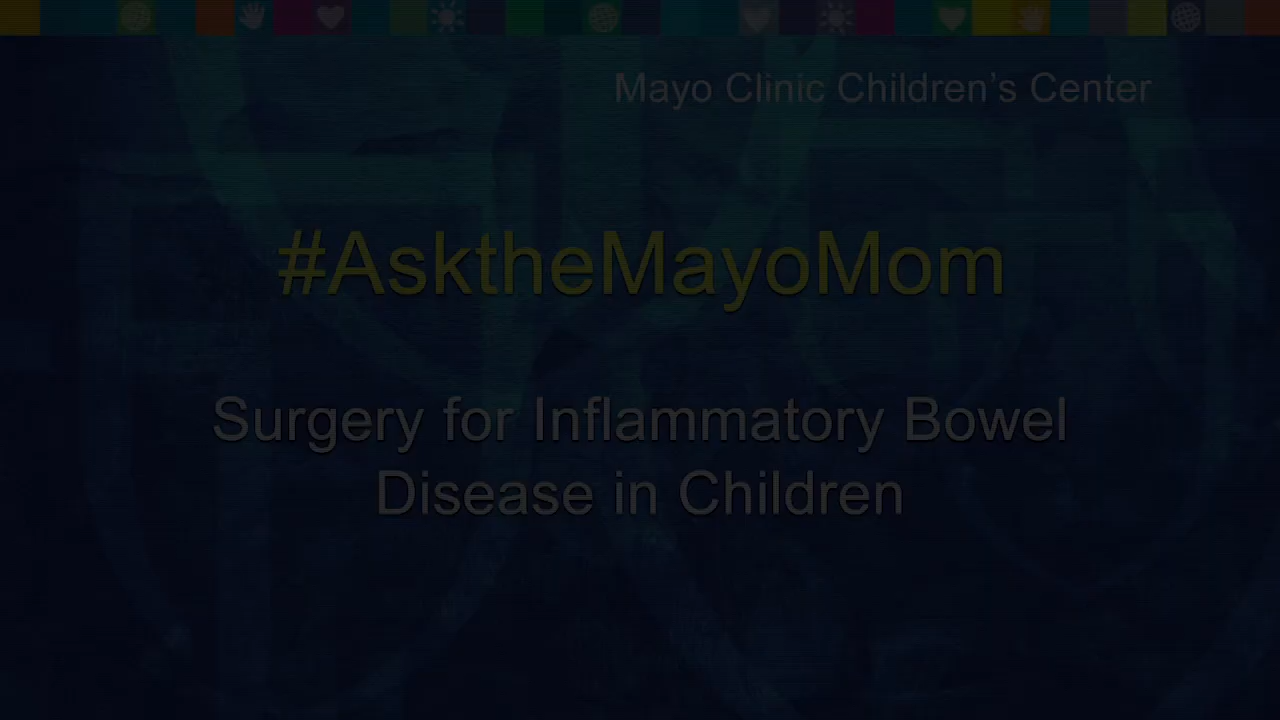 Mayo Clinic Children’s Center
#AsktheMayoMom
Surgery for Inflammatory Bowel
Disease in Children